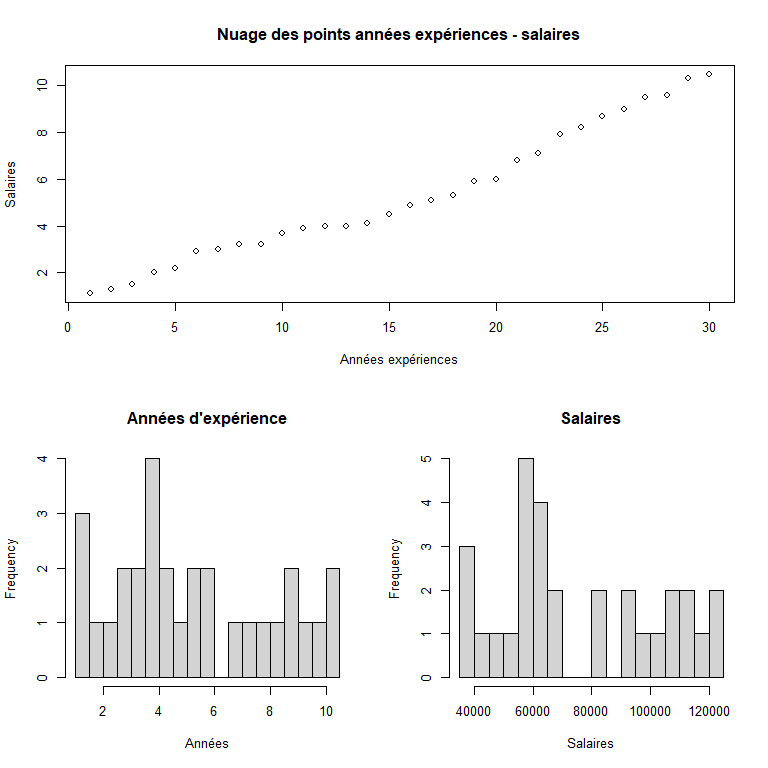 Nuage des points années expériences - salaires
Salaires
10
8
6
4
2
0 5 10 15 20 25 30
Années expériences
Années d'expérience
Frequency
4
3
2
1
0
2 4 6 8 10
Années
Salaires
Frequency
5
4
3
2
1
0
40000 60000 80000 100000 120000
Salaires